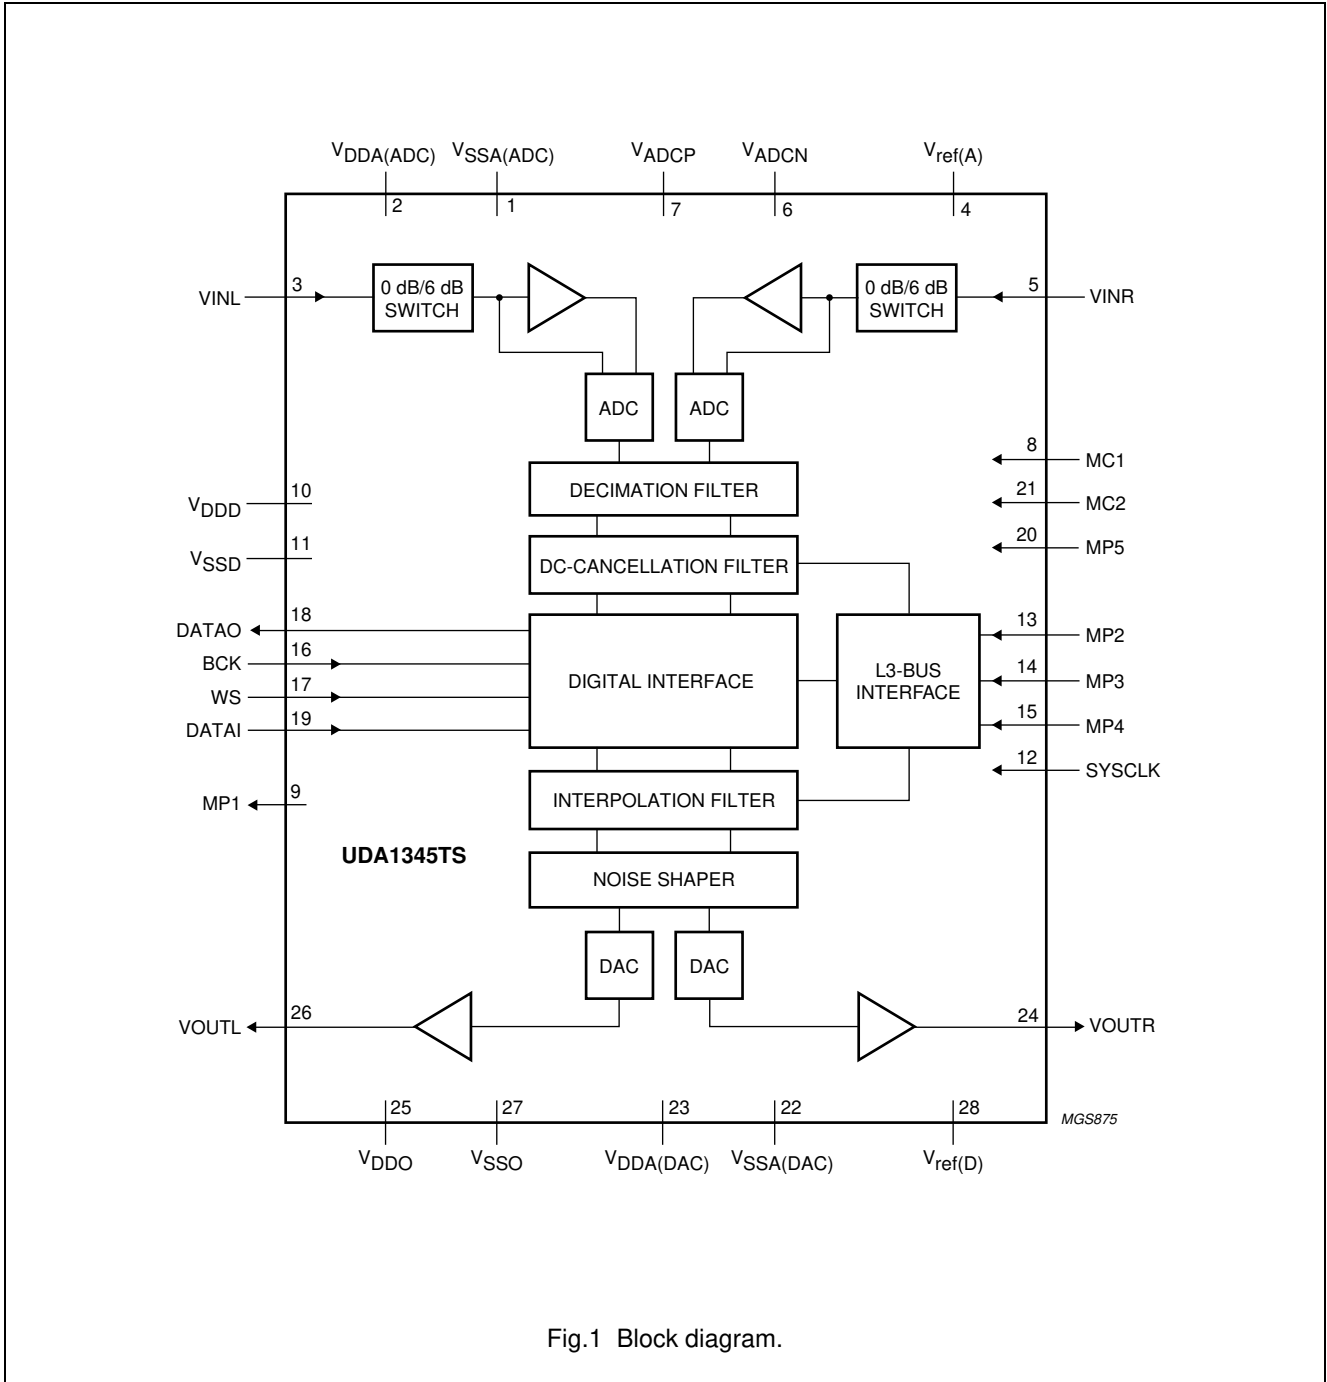 VDDA(ADC) VSSA(ADC) VADCP VADCN Vref(A)
2 1 7 6 4
VINL 3 0 dB/6 dB SWITCH 0 dB/6 dB SWITCH 5 VINR
ADC ADC
8 MC1
DECIMATION FILTER
VDDD 10
21 MC2
VSSD 11
20 MP5
DC-CANCELLATION FILTER
DATAO 18
13 MP2
BCK 16
WS 17
DIGITAL INTERFACE
L3-BUS INTERFACE
14 MP3
DATAI 19
15 MP4
12 SYSCLK
MP1 9
INTERPOLATION FILTER
UDA1345TS
NOISE SHAPER
DAC DAC
VOUTL 26
24 VOUTR
25 27 23 22 28
MGS875
VDDO VSSO VDDA(DAC) VSSA(DAC) Vref(D)
Fig.1 Block diagram.